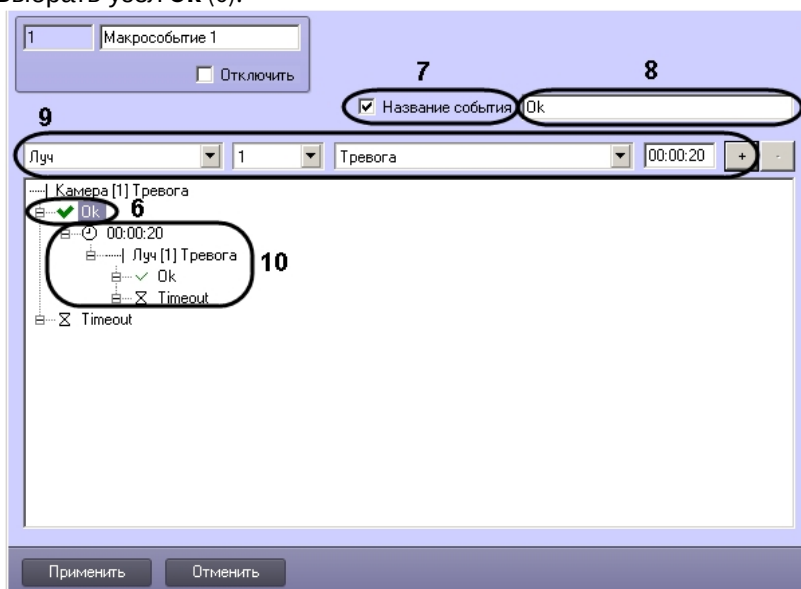 Выбрать узел Ok (6).
1 Макрособытие 1
Отключить
7 8
Название события Ok
9
Луч 1 Тревога 00:00:20 + -
Камера [1] Тревога
Ok 6
00:00:20
Луч [1] Тревога 10
Ok
Timeout
Timeout
Применить Отменить